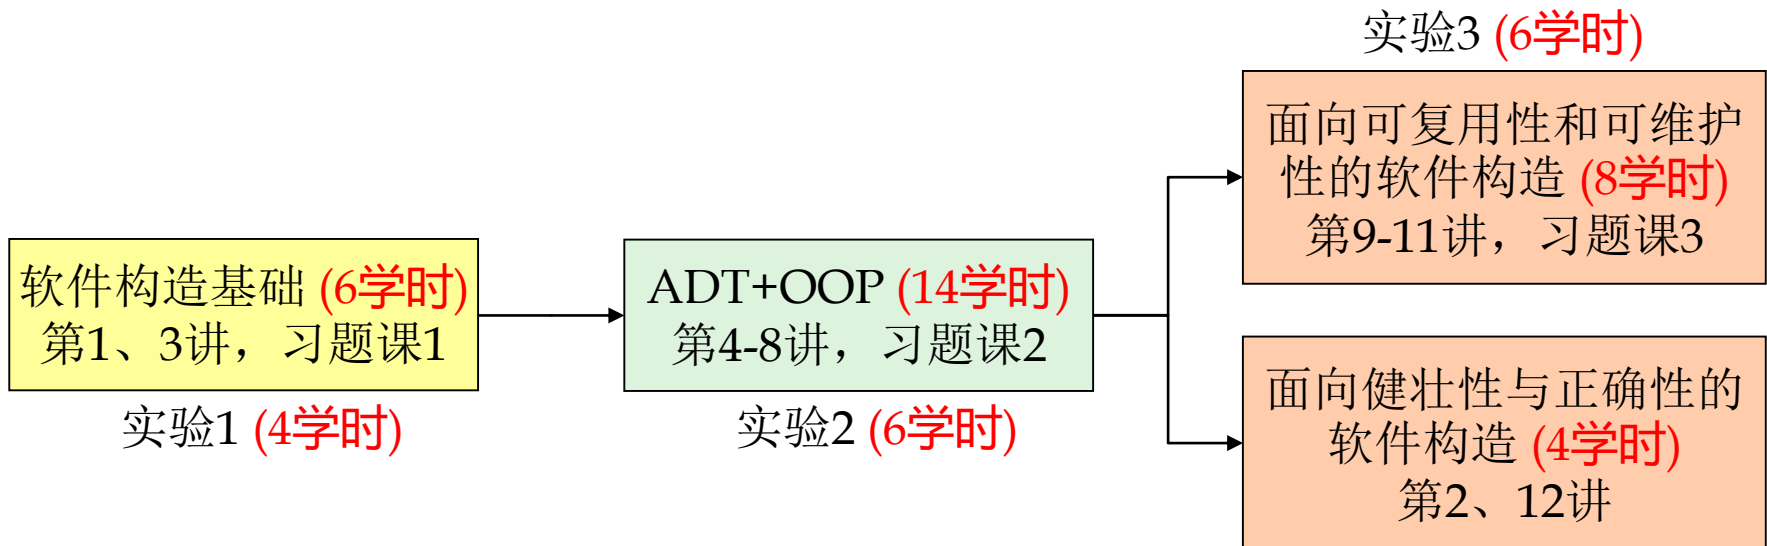 软件构造基础 (6学时)
第1、3讲，习题课1
实验1 (4学时)
ADT+OOP (14学时)
第4-8讲，习题课2
实验2 (6学时)
实验3 (6学时)
面向可复用性和可维护
性的软件构造 (8学时)
第9-11讲，习题课3
面向健壮性与正确性的
软件构造 (4学时)
第2、12讲